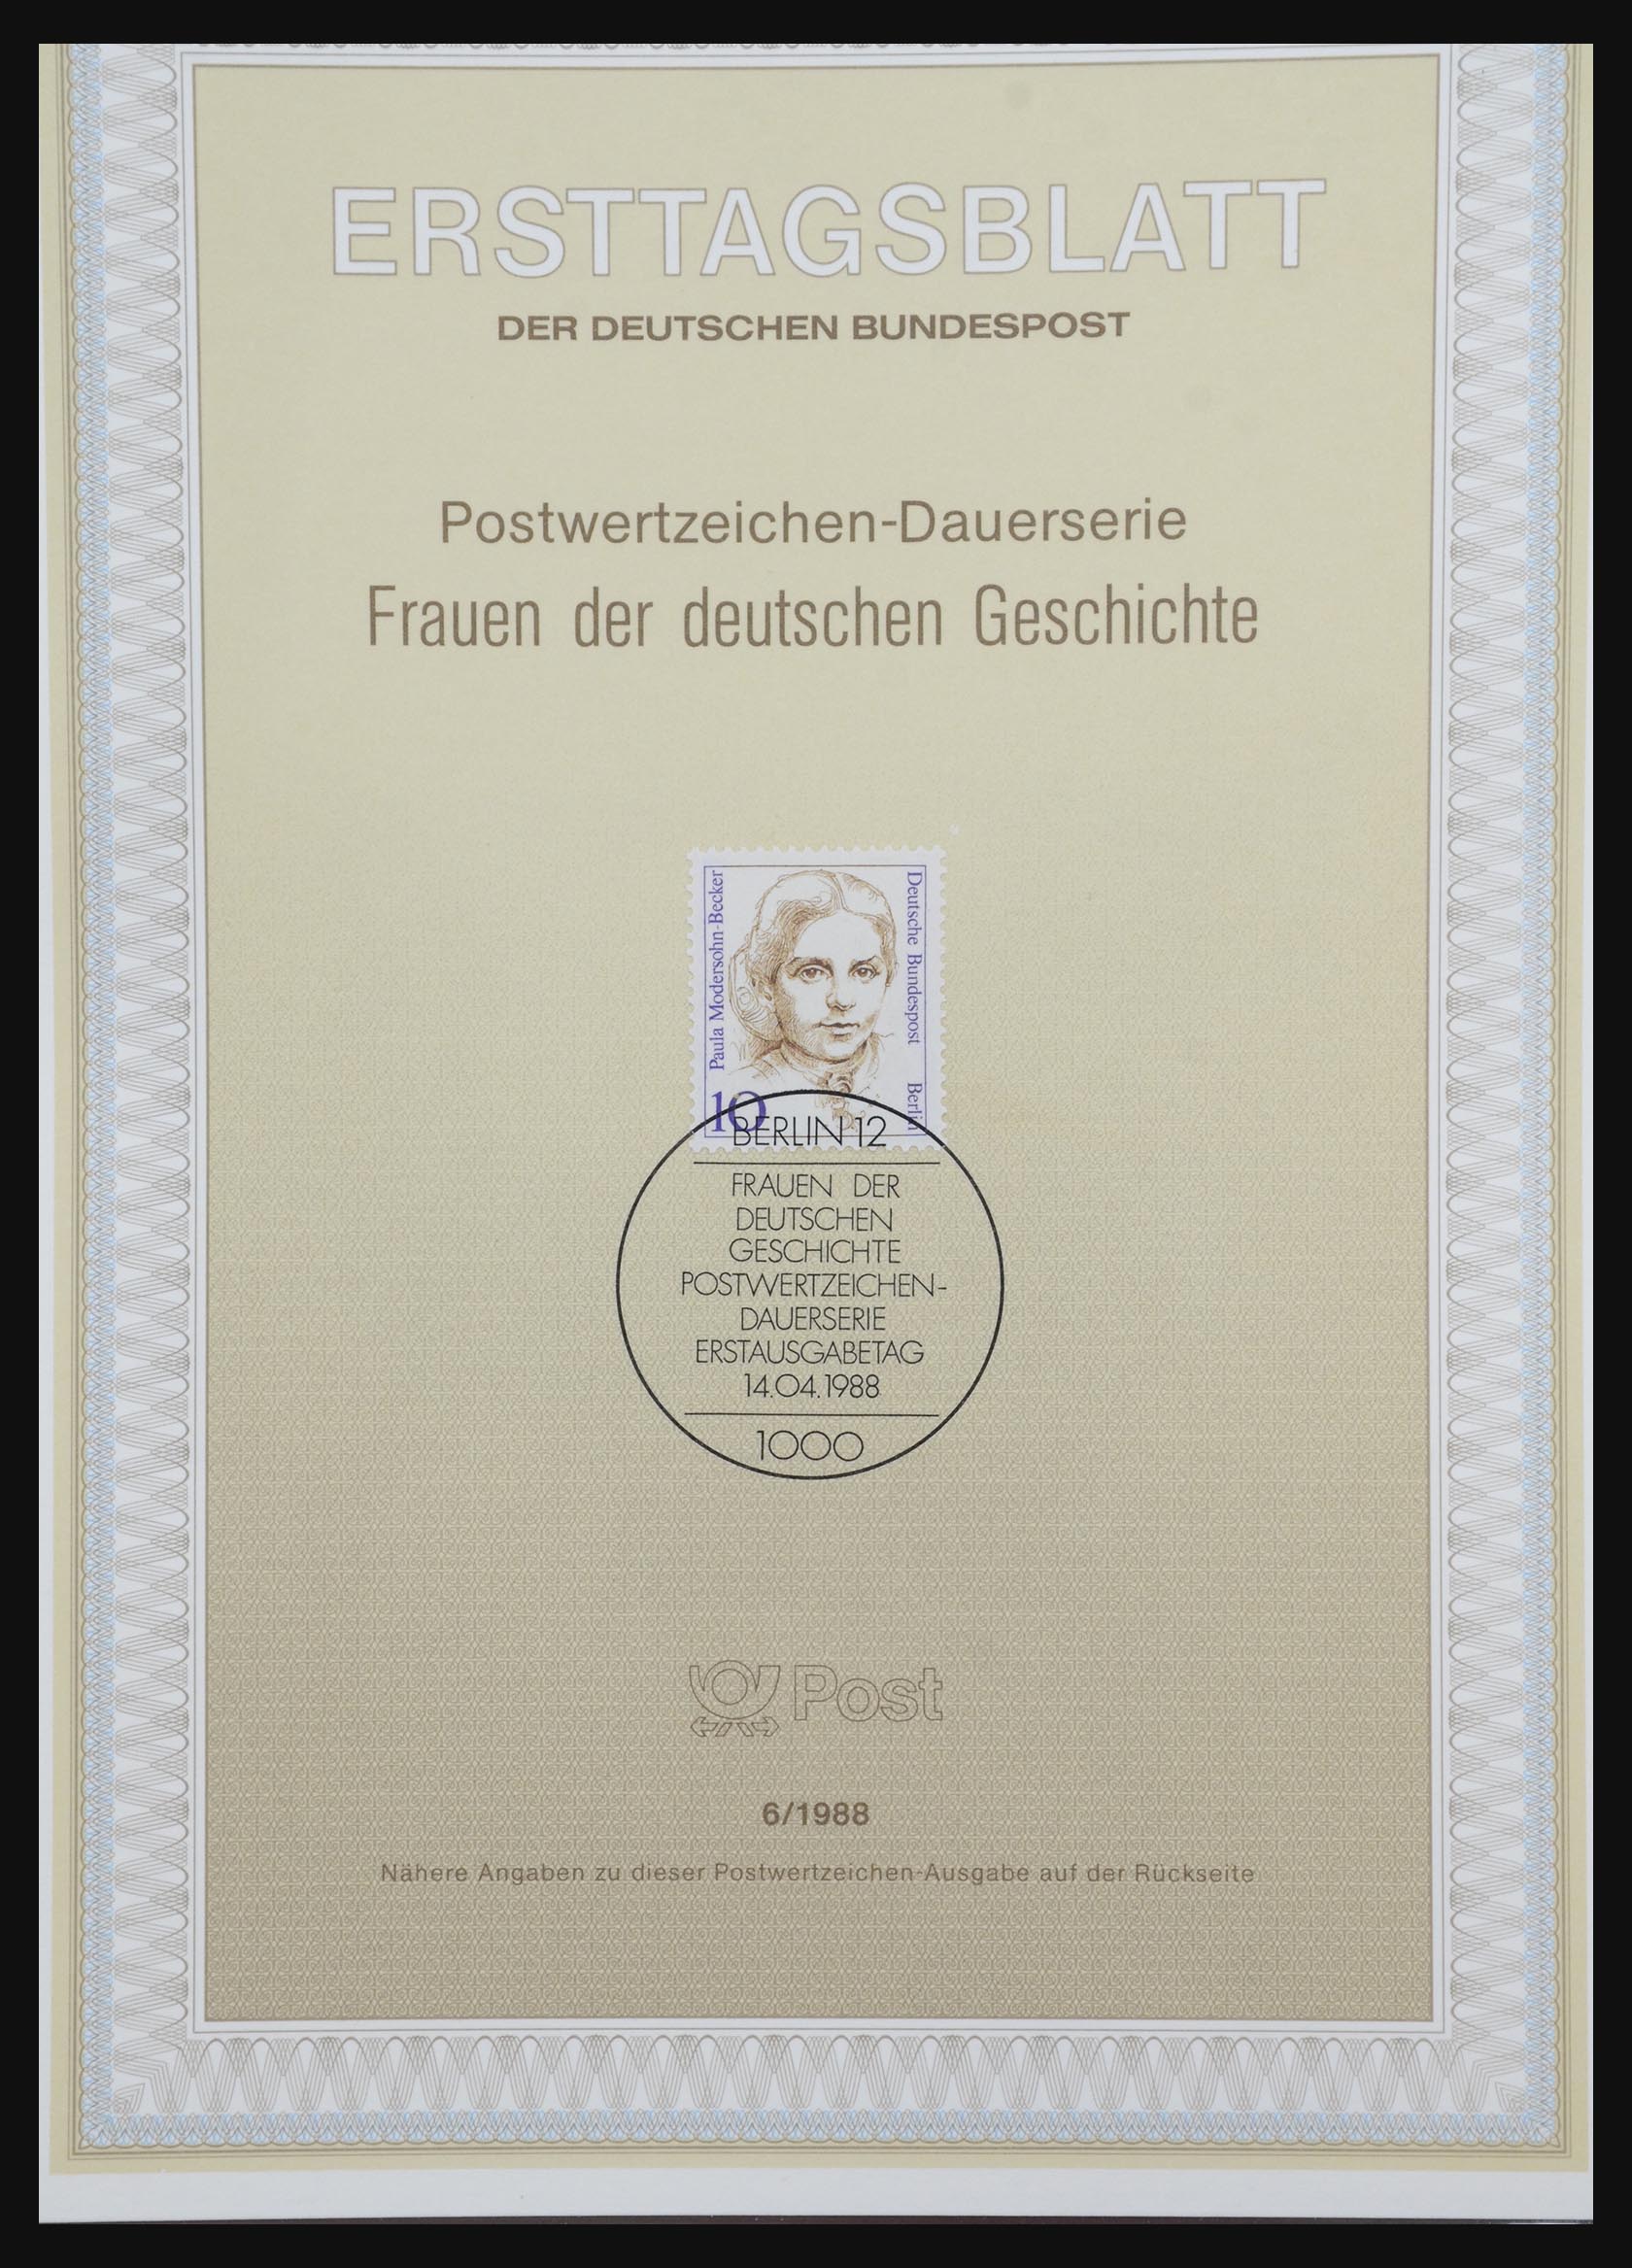 ERSTTAGSBLATT
DER DEUTSCHEN BUNDESPOST
Postwertzeichen-Dauerserie
Frauen der deutschen Geschichte
Paula Modersohn-Becker
Deutsche Bundespost Berlin
10
BERLIN 12
FRAUEN DER
DEUTSCHEN
GESCHICHTE
POSTWERTZEICHEN-
DAUERSERIE
ERSTAUSGABETAG
14.04.1988
1000
Post
6/1988
Nähere Angaben zu dieser Postwertzeichen-Ausgabe auf der Rückseite